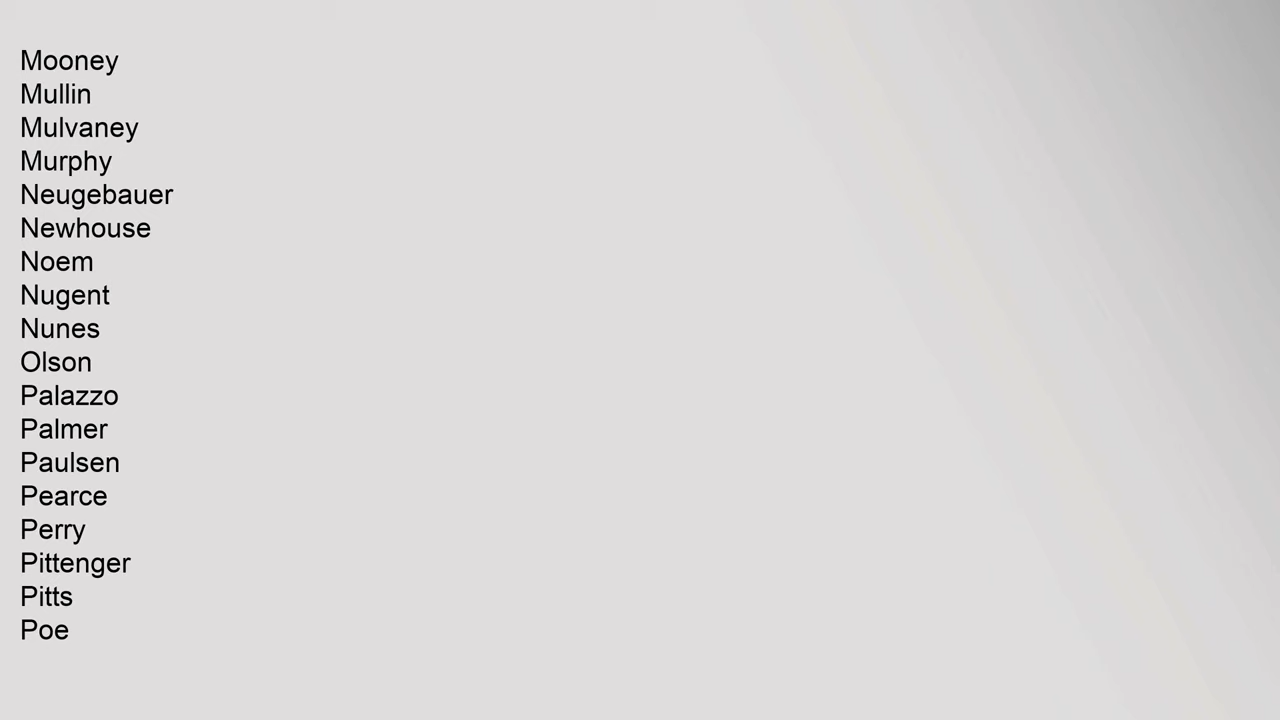 Mooney
Mullin
Mulvaney
Murphy
Neugebauer
Newhouse
Noem
Nugent
Nunes
Olson
Palazzo
Palmer
Paulsen
Pearce
Perry
Pittenger
Pitts
Poe